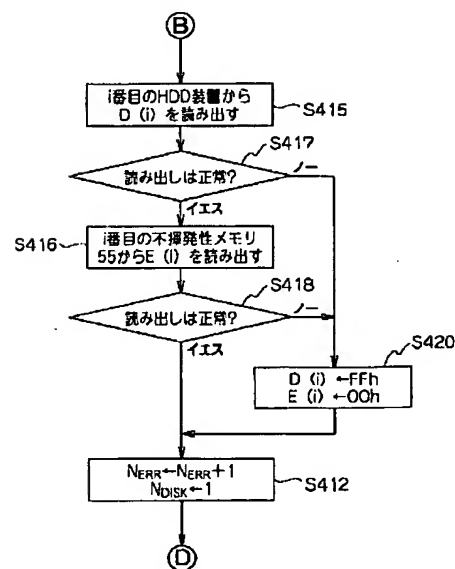 B
i番目のHDD装置から
D (i) を読み出す
S415
S417
読み出しは正常?
ノー
イエス
i番目の不揮発性メモリ
55からE (i) を読み出す
S416
S418
読み出しは正常?
ノー
イエス
S420
D (i) ←FFh
E (i) ←00h
NERR←NERR+1
NDISK←1
S412
D